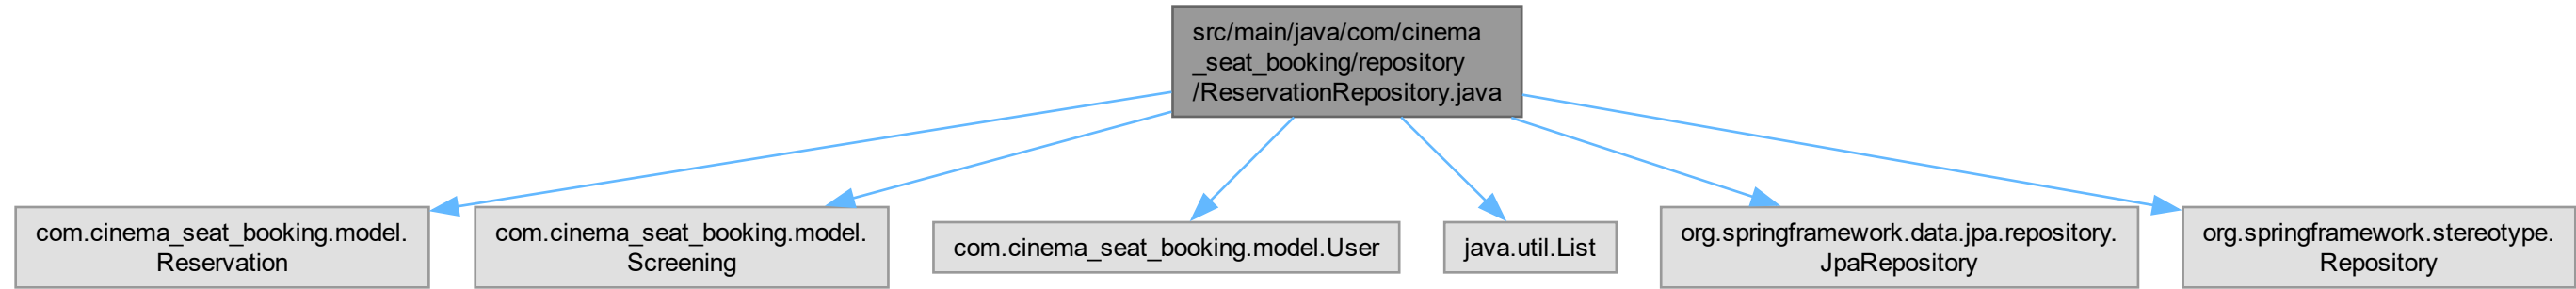 src/main/java/com/cinema
_seat_booking/repository
/ReservationRepository.java
com.cinema_seat_booking.model.
Reservation
com.cinema_seat_booking.model.
Screening
com.cinema_seat_booking.model.User
java.util.List
org.springframework.data.jpa.repository.
JpaRepository
org.springframework.stereotype.
Repository